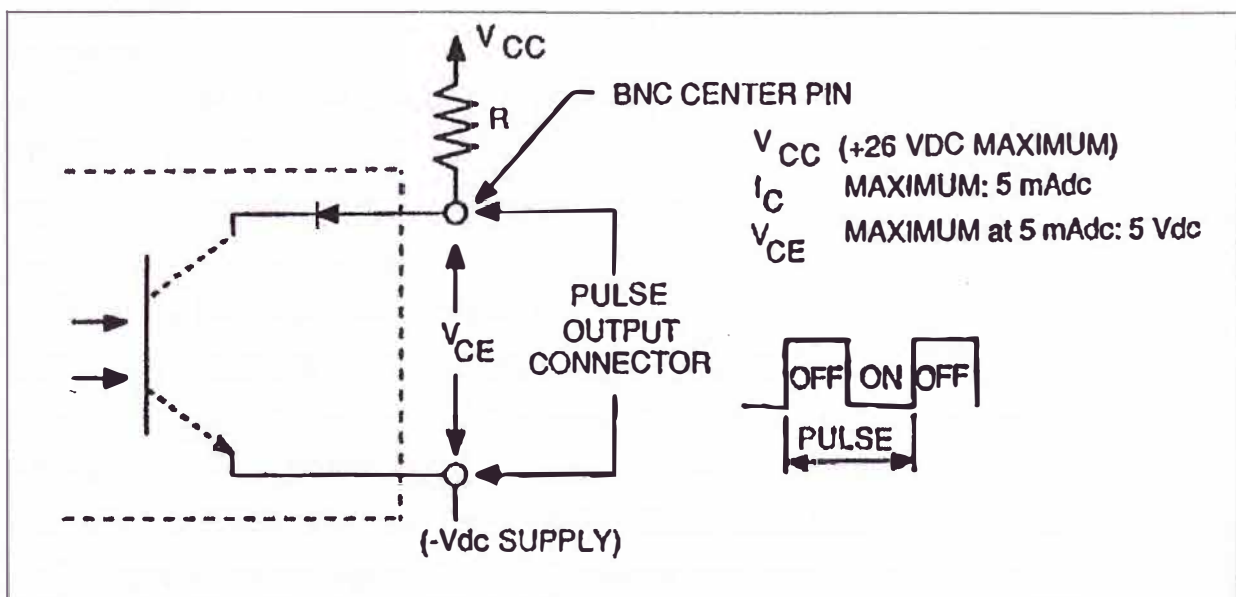 V CC
R
BNC CENTER PIN
V CC (+26 VDC MAXIMUM)
I C MAXIMUM: 5 mAdc
V CE MAXIMUM at 5 mAdc: 5 Vdc
V CE
PULSE
OUTPUT
CONNECTOR
OFF ON OFF
PULSE
(-Vdc SUPPLY)